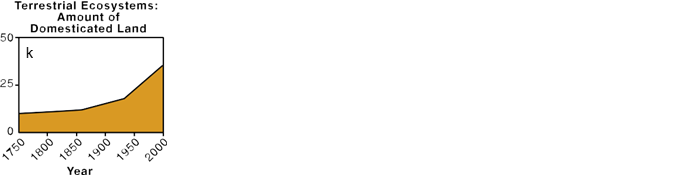 Terrestrial Ecosystems:
Amount of
Domesticated Land
50
k
25
0
1750 1800 1850 1900 1950 2000
Year